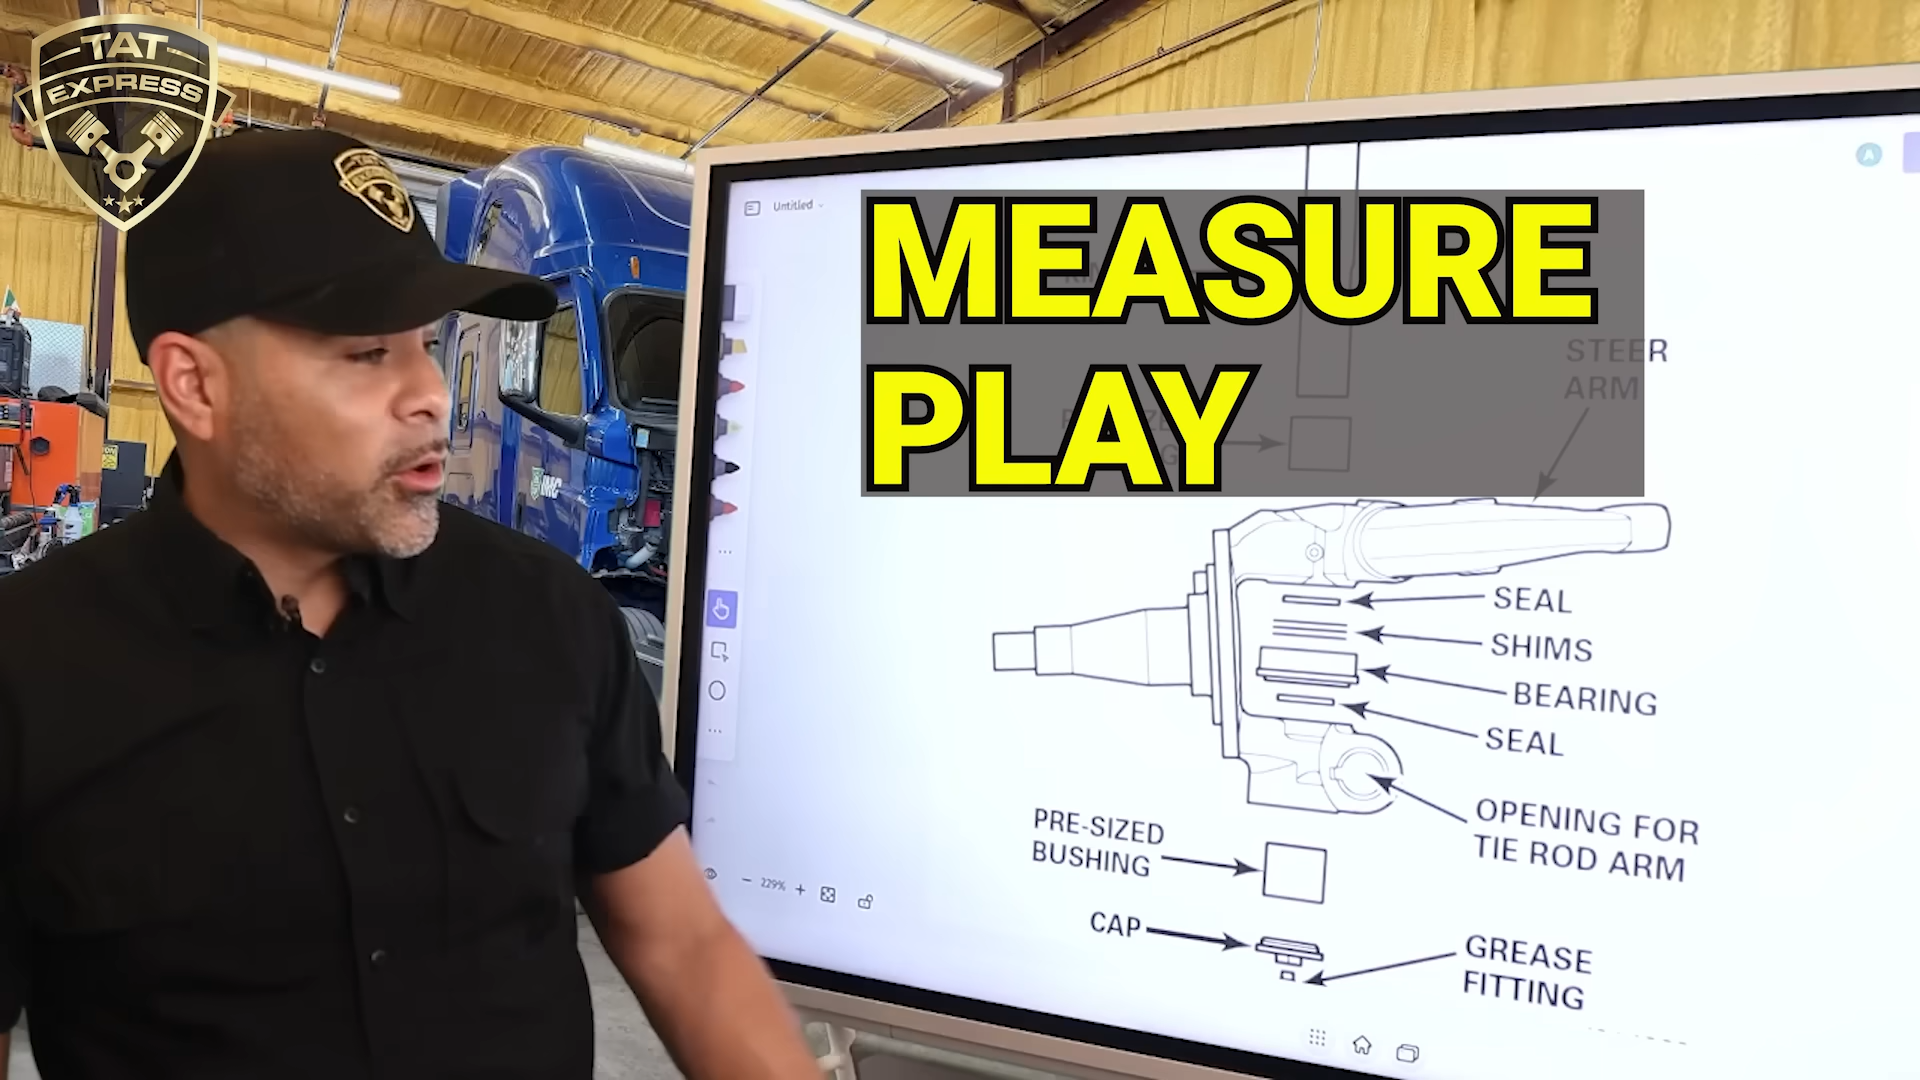 TAT
EXPRESS
Untitled
MEASURE
PLAY
STEER
ARM
SEAL
SHIMS
BEARING
SEAL
OPENING FOR
TIE ROD ARM
PRE-SIZED
BUSHING
CAP
GREASE
FITTING
229%
IMC
A